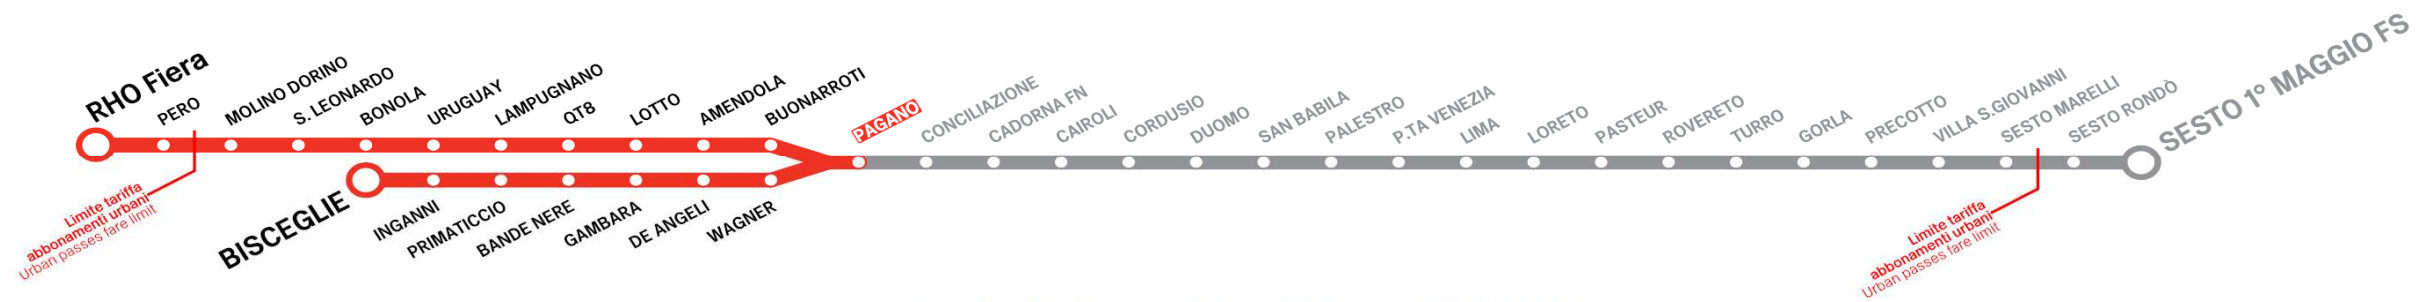 RHO Fiera
PERO
MOLINO DORINO
S. LEONARDO
BONOLA
URUGUAY
LAMPUGNANO
QT8
LOTTO
AMENDOLA
BUONARROTI
PAGANO
CONCILIAZIONE
CADORNA FN
CAIROLI
CORDUSIO
DUOMO
SAN BABILA
PALESTRO
P.TA VENEZIA
LIMA
LORETO
PASTEUR
ROVERETO
TURRO
GORLA
PRECOTTO
VILLA S.GIOVANNI
SESTO MARELLI
SESTO RONDÒ
SESTO 1° MAGGIO FS
Limite tariffa
abbonamenti urbani
Urban passes fare limit
BISCEGLIE
INGANNI
PRIMATICCIO
BANDE NERE
GAMBARA
DE ANGELI
WAGNER
Limite tariffa
abbonamenti urbani
Urban passes fare limit